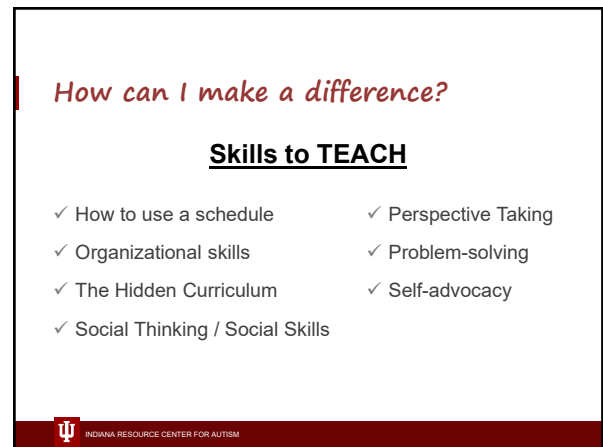 How can I make a difference?
Skills to TEACH
✓ How to use a schedule
✓ Organizational skills
✓ The Hidden Curriculum
✓ Social Thinking / Social Skills
✓ Perspective Taking
✓ Problem-solving
✓ Self-advocacy
INDIANA RESOURCE CENTER FOR AUTISM